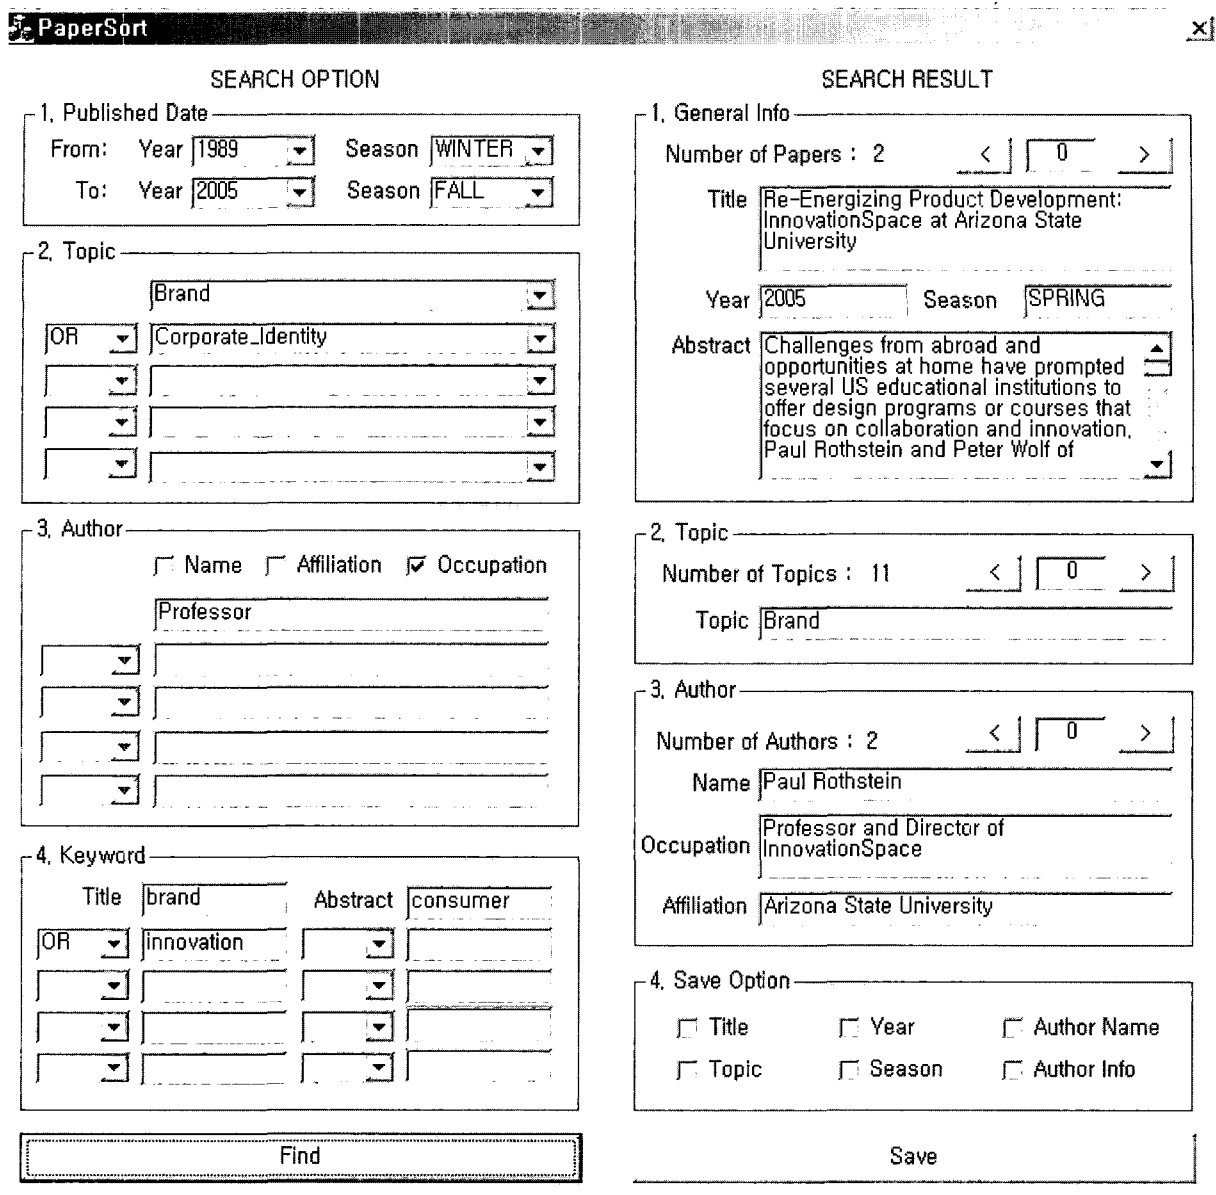 PaperSort
SEARCH OPTION
1. Published Date
From: Year 1989 Season WINTER
To: Year 2005 Season FALL
2. Topic
Brand
OR Corporate_Identity
3. Author
Name Affiliation Occupation
Professor
4. Keyword
Title brand Abstract consumer
OR innovation
Find
SEARCH RESULT
1. General Info
Number of Papers : 2 < 0 >
Title Re-Energizing Product Development:
InnovationSpace at Arizona State
University
Year 2005 Season SPRING
Abstract Challenges from abroad and
opportunities at home have prompted
several US educational institutions to
offer design programs or courses that
focus on collaboration and innovation.
Paul Rothstein and Peter Wolf of
2. Topic
Number of Topics : 11 < 0 >
Topic Brand
3. Author
Number of Authors : 2 < 0 >
Name Paul Rothstein
Occupation Professor and Director of
InnovationSpace
Affiliation Arizona State University
4. Save Option
Title Year Author Name
Topic Season Author Info
Save